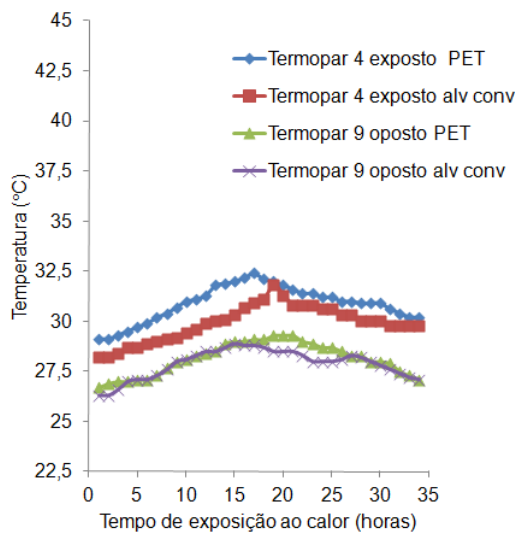 45
42,5
40
37,5
35
32,5
30
27,5
25
22,5
Temperatura (°C)
Termopar 4 exposto PET
Termopar 4 exposto alv conv
Termopar 9 oposto PET
Termopar 9 oposto alv conv
0 5 10 15 20 25 30 35
Tempo de exposição ao calor (horas)